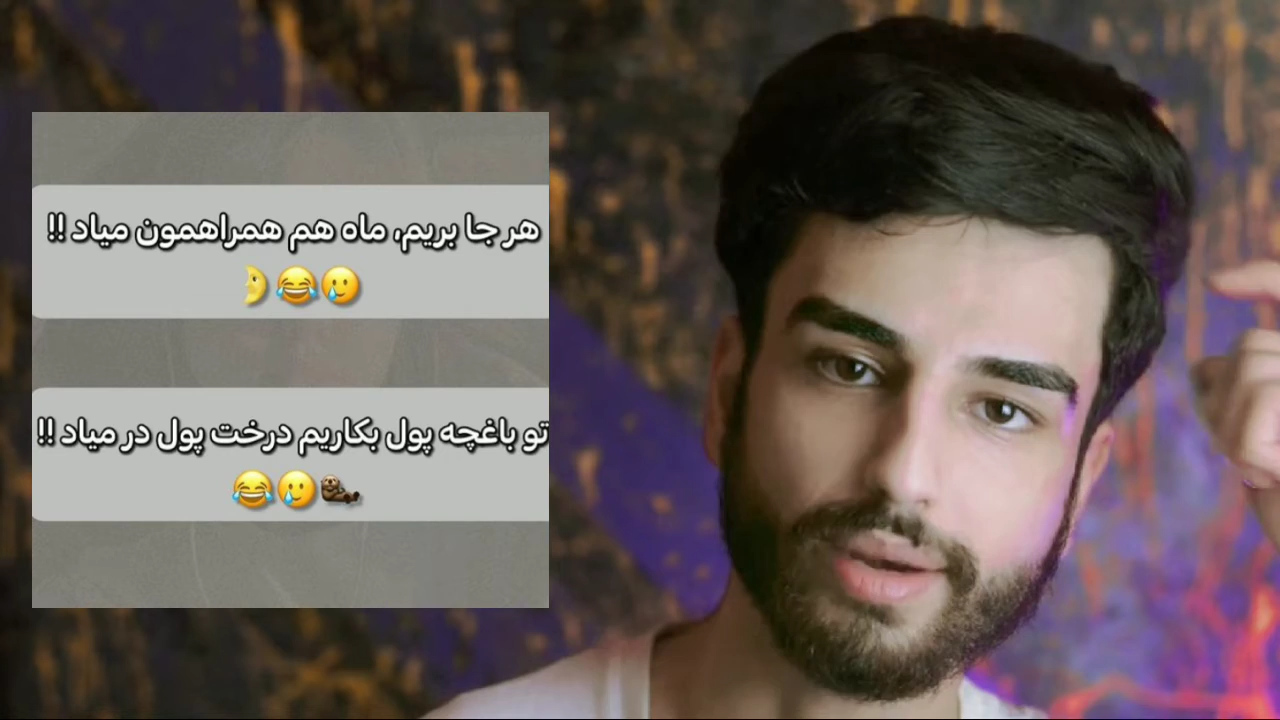 هر جا بریم، ماه هم همراهمون میاد !!
🌛😂🥲
تو باغچه پول بکاریم درخت پول در میاد !!
😂🥲🦦